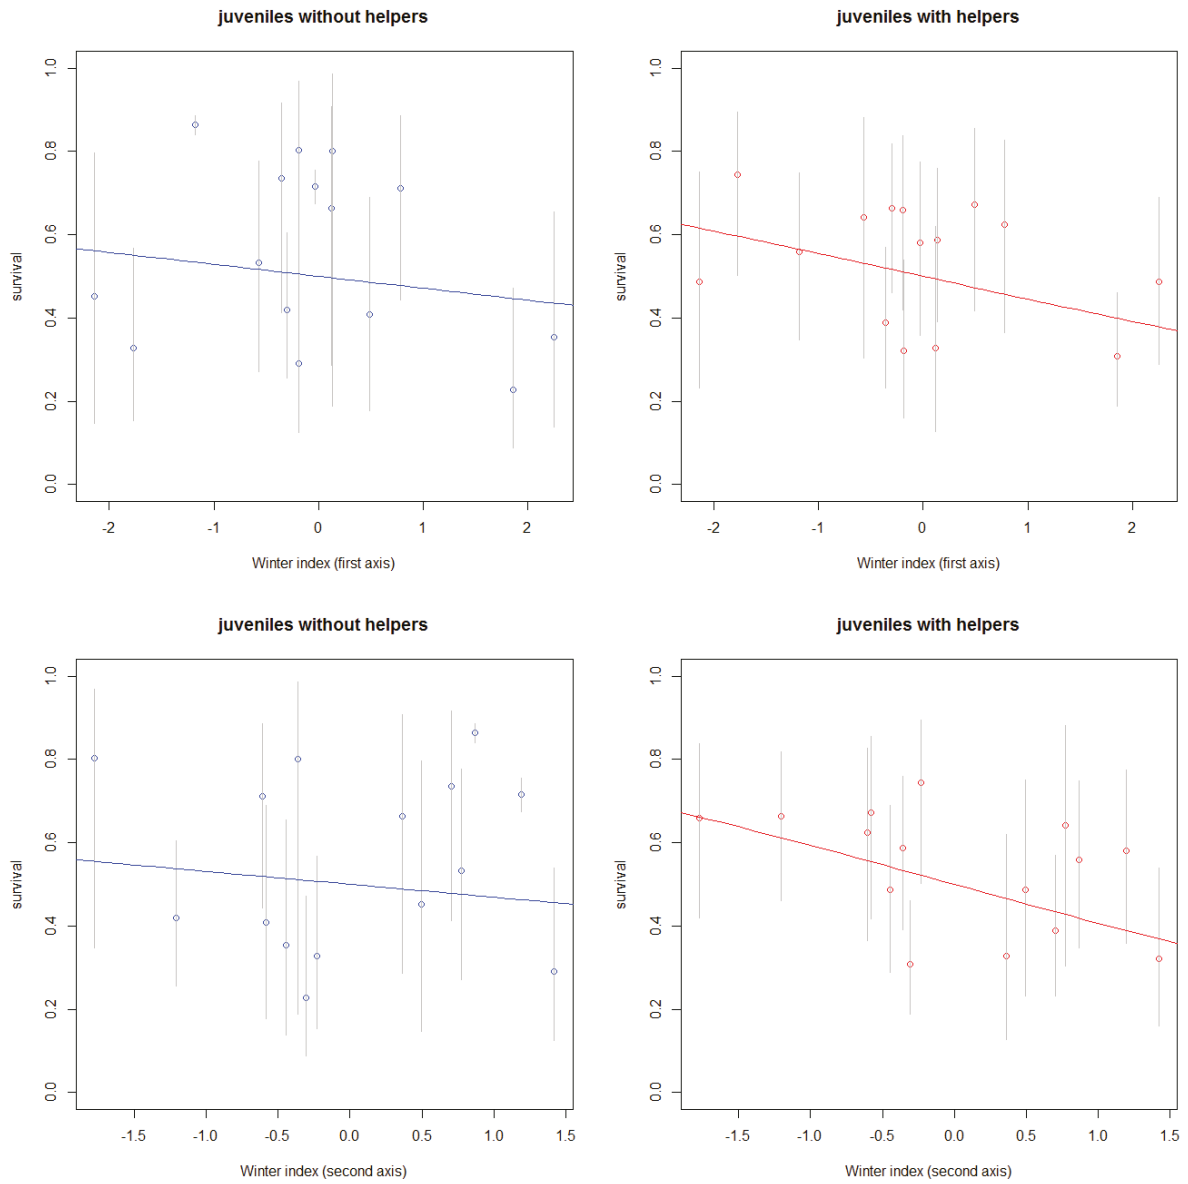 juveniles without helpers
survival
0.0 0.2 0.4 0.6 0.8 1.0
-2 -1 0 1 2
Winter index (first axis)
juveniles with helpers
survival
0.0 0.2 0.4 0.6 0.8 1.0
-2 -1 0 1 2
Winter index (first axis)
juveniles without helpers
survival
0.0 0.2 0.4 0.6 0.8 1.0
-1.5 -1.0 -0.5 0.0 0.5 1.0 1.5
Winter index (second axis)
juveniles with helpers
survival
0.0 0.2 0.4 0.6 0.8 1.0
-1.5 -1.0 -0.5 0.0 0.5 1.0 1.5
Winter index (second axis)